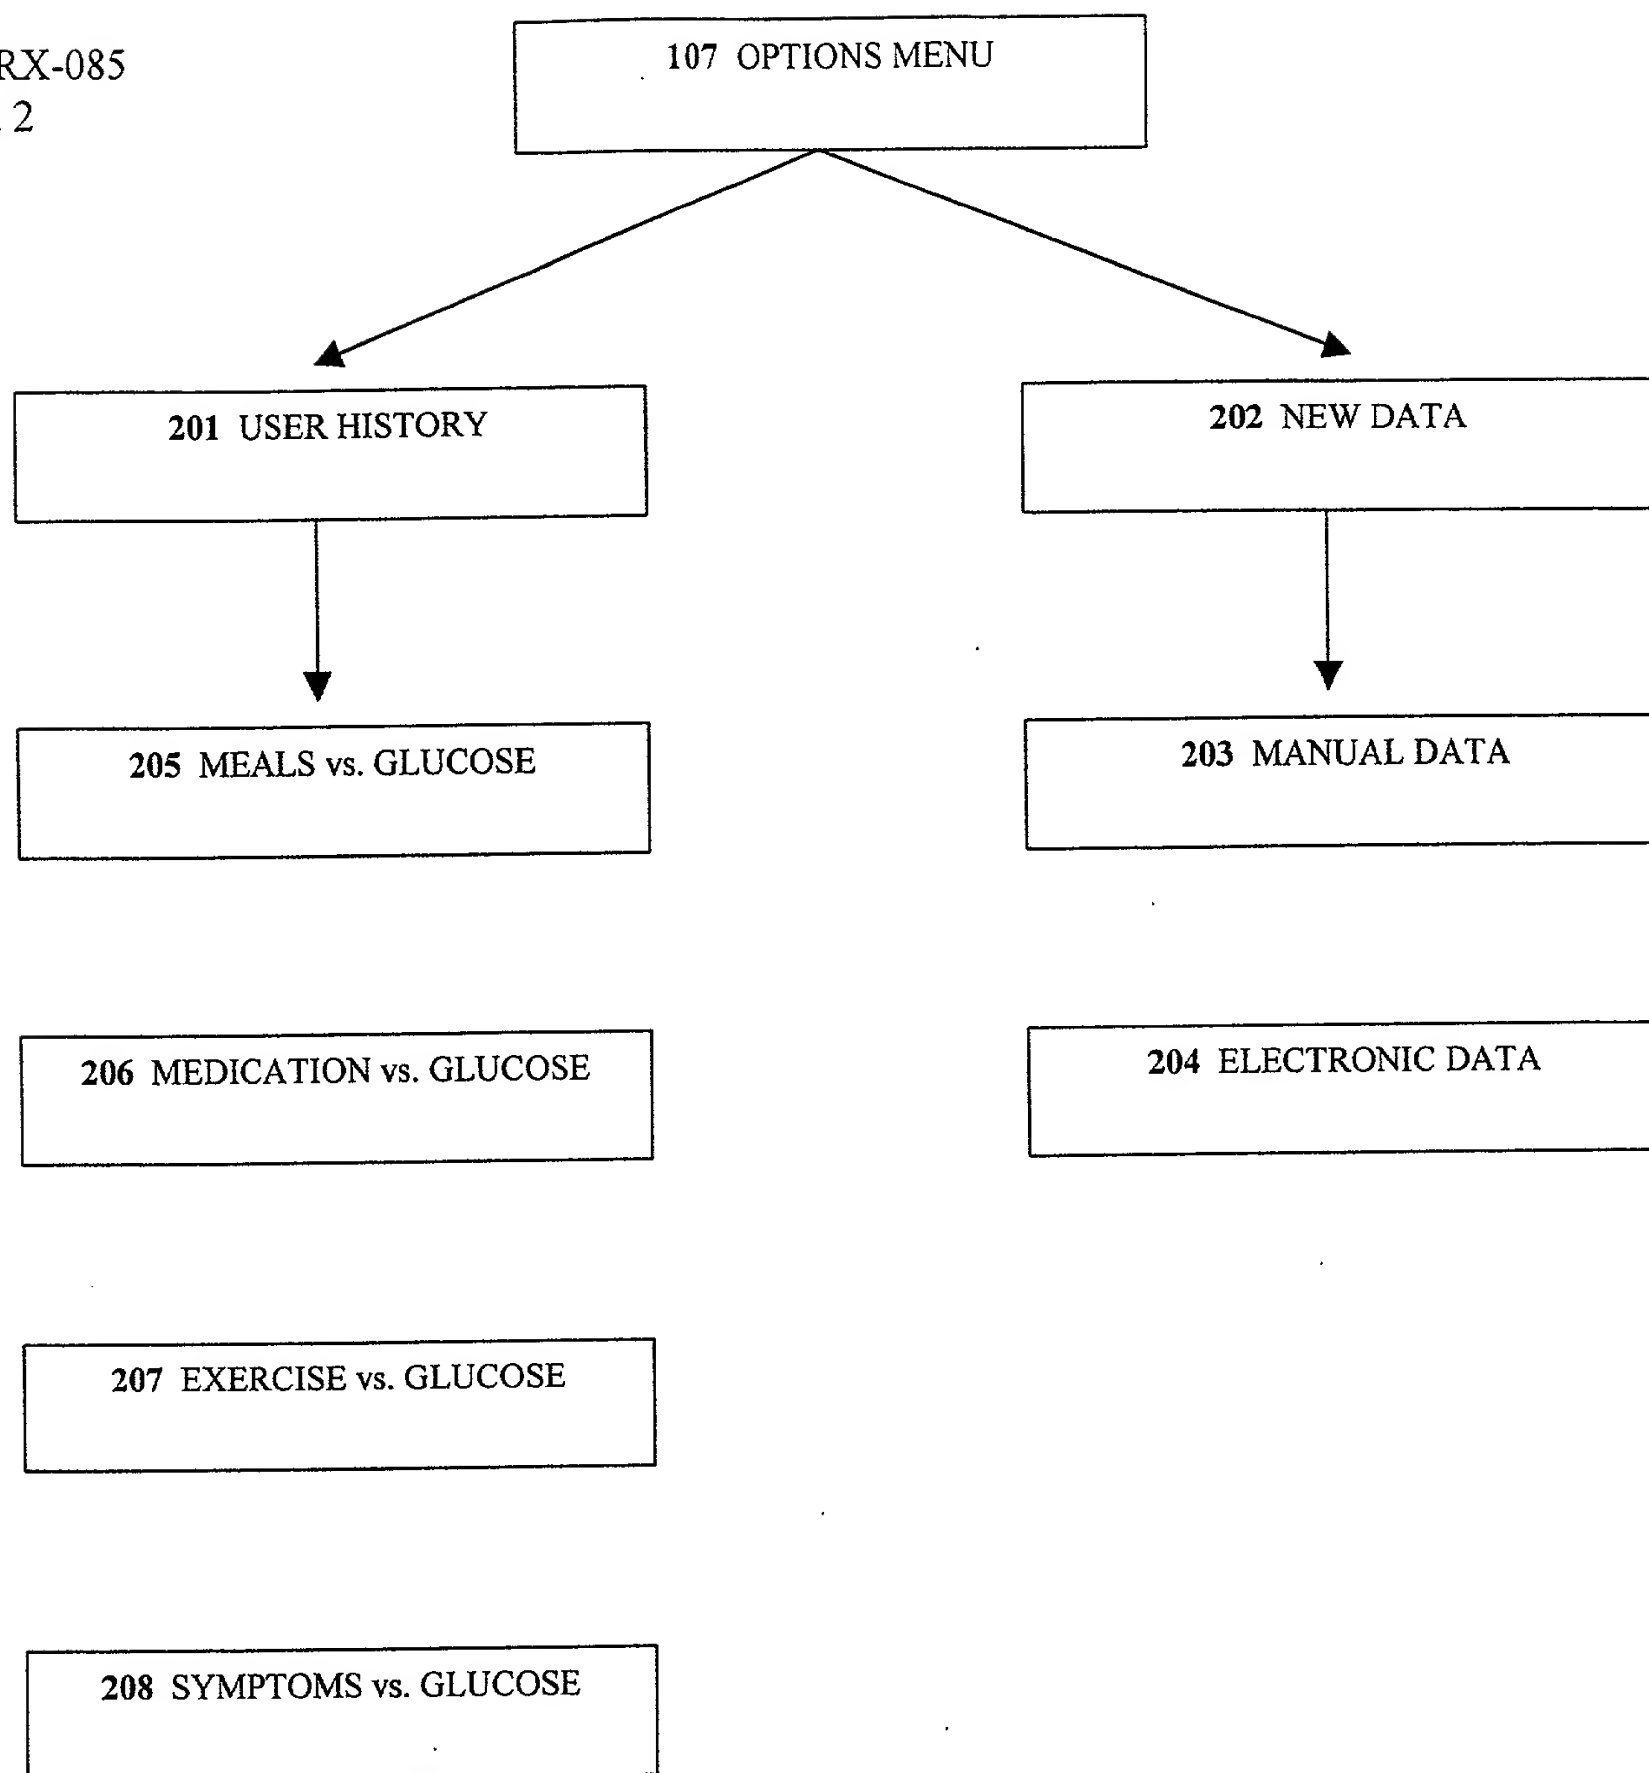 RX-085
2
107 OPTIONS MENU
201 USER HISTORY
202 NEW DATA
205 MEALS vs. GLUCOSE
203 MANUAL DATA
206 MEDICATION vs. GLUCOSE
204 ELECTRONIC DATA
207 EXERCISE vs. GLUCOSE
208 SYMPTOMS vs. GLUCOSE